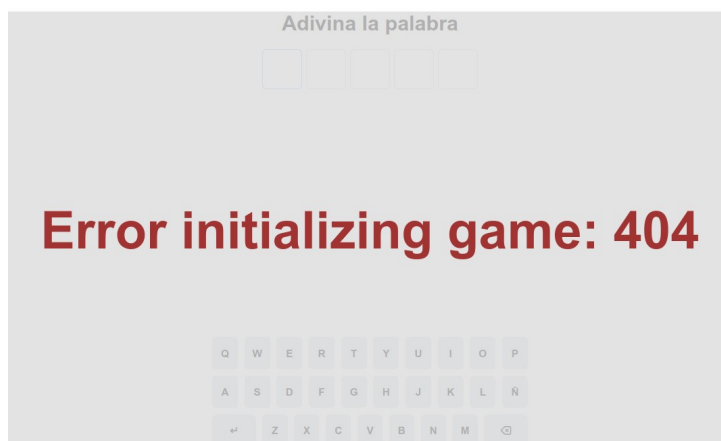 Adivina la palabra
Error initializing game: 404
Q W E R T Y U I O P
A S D F G H J K L Ñ
↵ Z X C V B N M ⌫